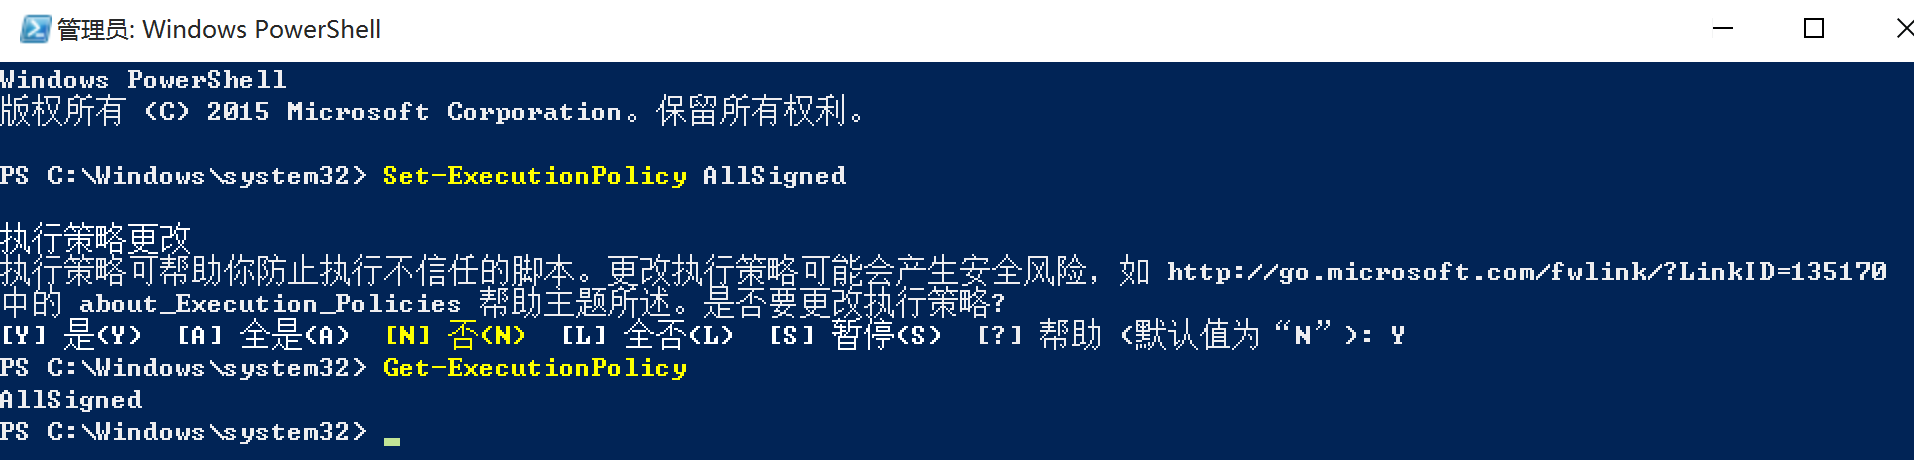 管理员: Windows PowerShell
Windows PowerShell
版权所有 (C) 2015 Microsoft Corporation。保留所有权利。
PS C:\Windows\system32> Set-ExecutionPolicy AllSigned
执行策略更改
执行策略可帮助你防止执行不信任的脚本。更改执行策略可能会产生安全风险，如 http://go.microsoft.com/fwlink/?LinkID=135170
中的 about_Execution_Policies 帮助主题所述。是否要更改执行策略?
[Y] 是(Y)  [A] 全是(A)  [N] 否(N)  [L] 全否(L)  [S] 暂停(S)  [?] 帮助 (默认值为“N”): Y
PS C:\Windows\system32> Get-ExecutionPolicy
AllSigned
PS C:\Windows\system32>